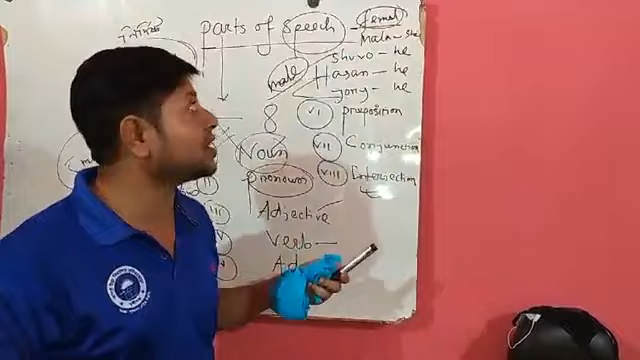 parts of speech - female
Mala - she
Shuvo - he
male Hasan - he
jony - he
8
vi preposition
Noun vii Conjunction
pronoun viii Interjection
Adjective
verb
Ad